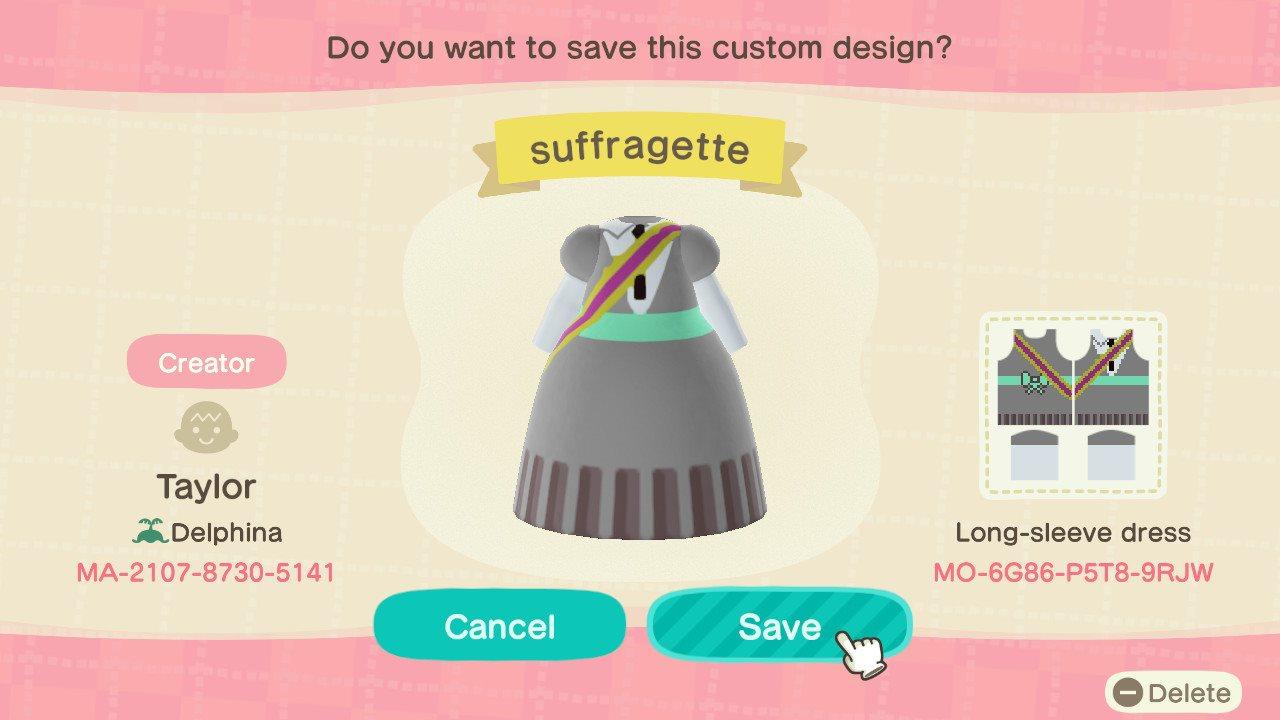 Do you want to save this custom design?
suffragette
Creator
Taylor
Delphina
MA-2107-8730-5141
Long-sleeve dress
MO-6G86-P5T8-9RJW
Cancel
Save
Delete